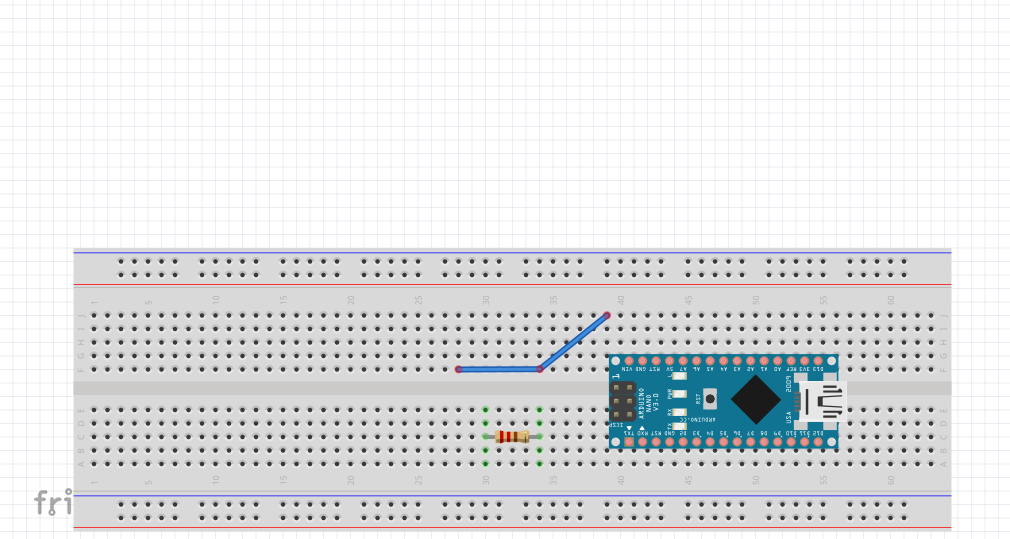 1 5 10 15 20 25 30 35 40 45 50 55 60
J J
H H
F
VIN GND RST 5V A7 A6 A5 A4 A3 A2 A1 A0 REF 3V3 D13
1
L
PWR
RX
TX
ARDUINO
NANO
V3.0
RST
ARDUINO.CC
2009
USA
ICSP
TX1 RX0 RST GND D2 D3 D4 D5 D6 D7 D8 D9 D10 D11 D12
E E
D D
C C
B B
A A
1 5 10 15 20 25 30 35 40 45 50 55 60
fri